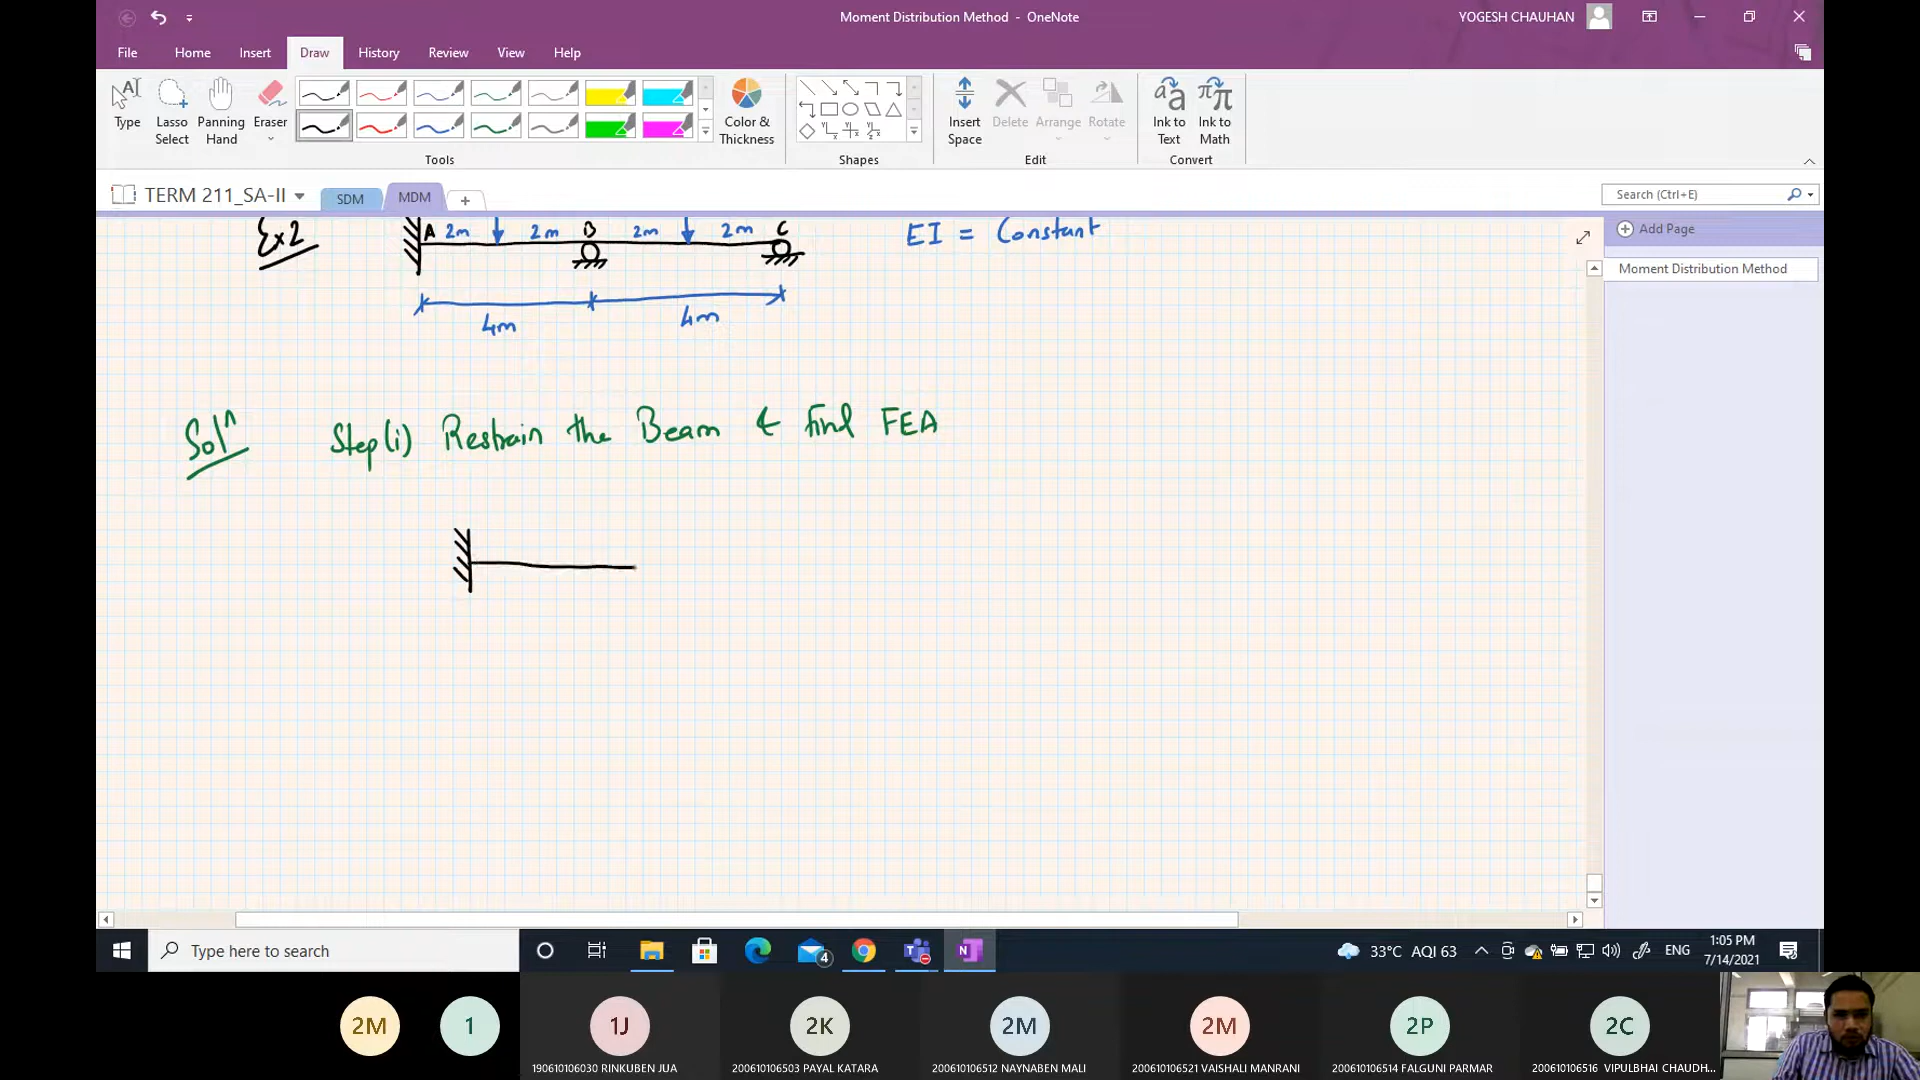 Moment Distribution Method - OneNote
YOGESH CHAUHAN
File Home Insert Draw History Review View Help
Type
Lasso Select
Panning Hand
Eraser
Color & Thickness
Insert Space
Delete
Arrange
Rotate
Ink to Text
Ink to Math
Tools
Shapes
Edit
Convert
TERM 211_SA-II
SDM
MDM
Search (Ctrl+E)
Add Page
Moment Distribution Method
Ex2
A 2m 2m B 2m 2m C
EI = Constant
4m 4m
Solⁿ Step(i) Restrain the Beam & find FEA
Type here to search
4
33°C AQI 63
ENG
1:05 PM
7/14/2021
2M 1 1J 2K 2M 2M 2P 2C
190610106030 RINKUBEN JUA
200610106503 PAYAL KATARA
200610106512 NAYNABEN MALI
200610106521 VAISHALI MANRANI
200610106514 FALGUNI PARMAR
200610106516 VIPULBHAI CHAUDH...